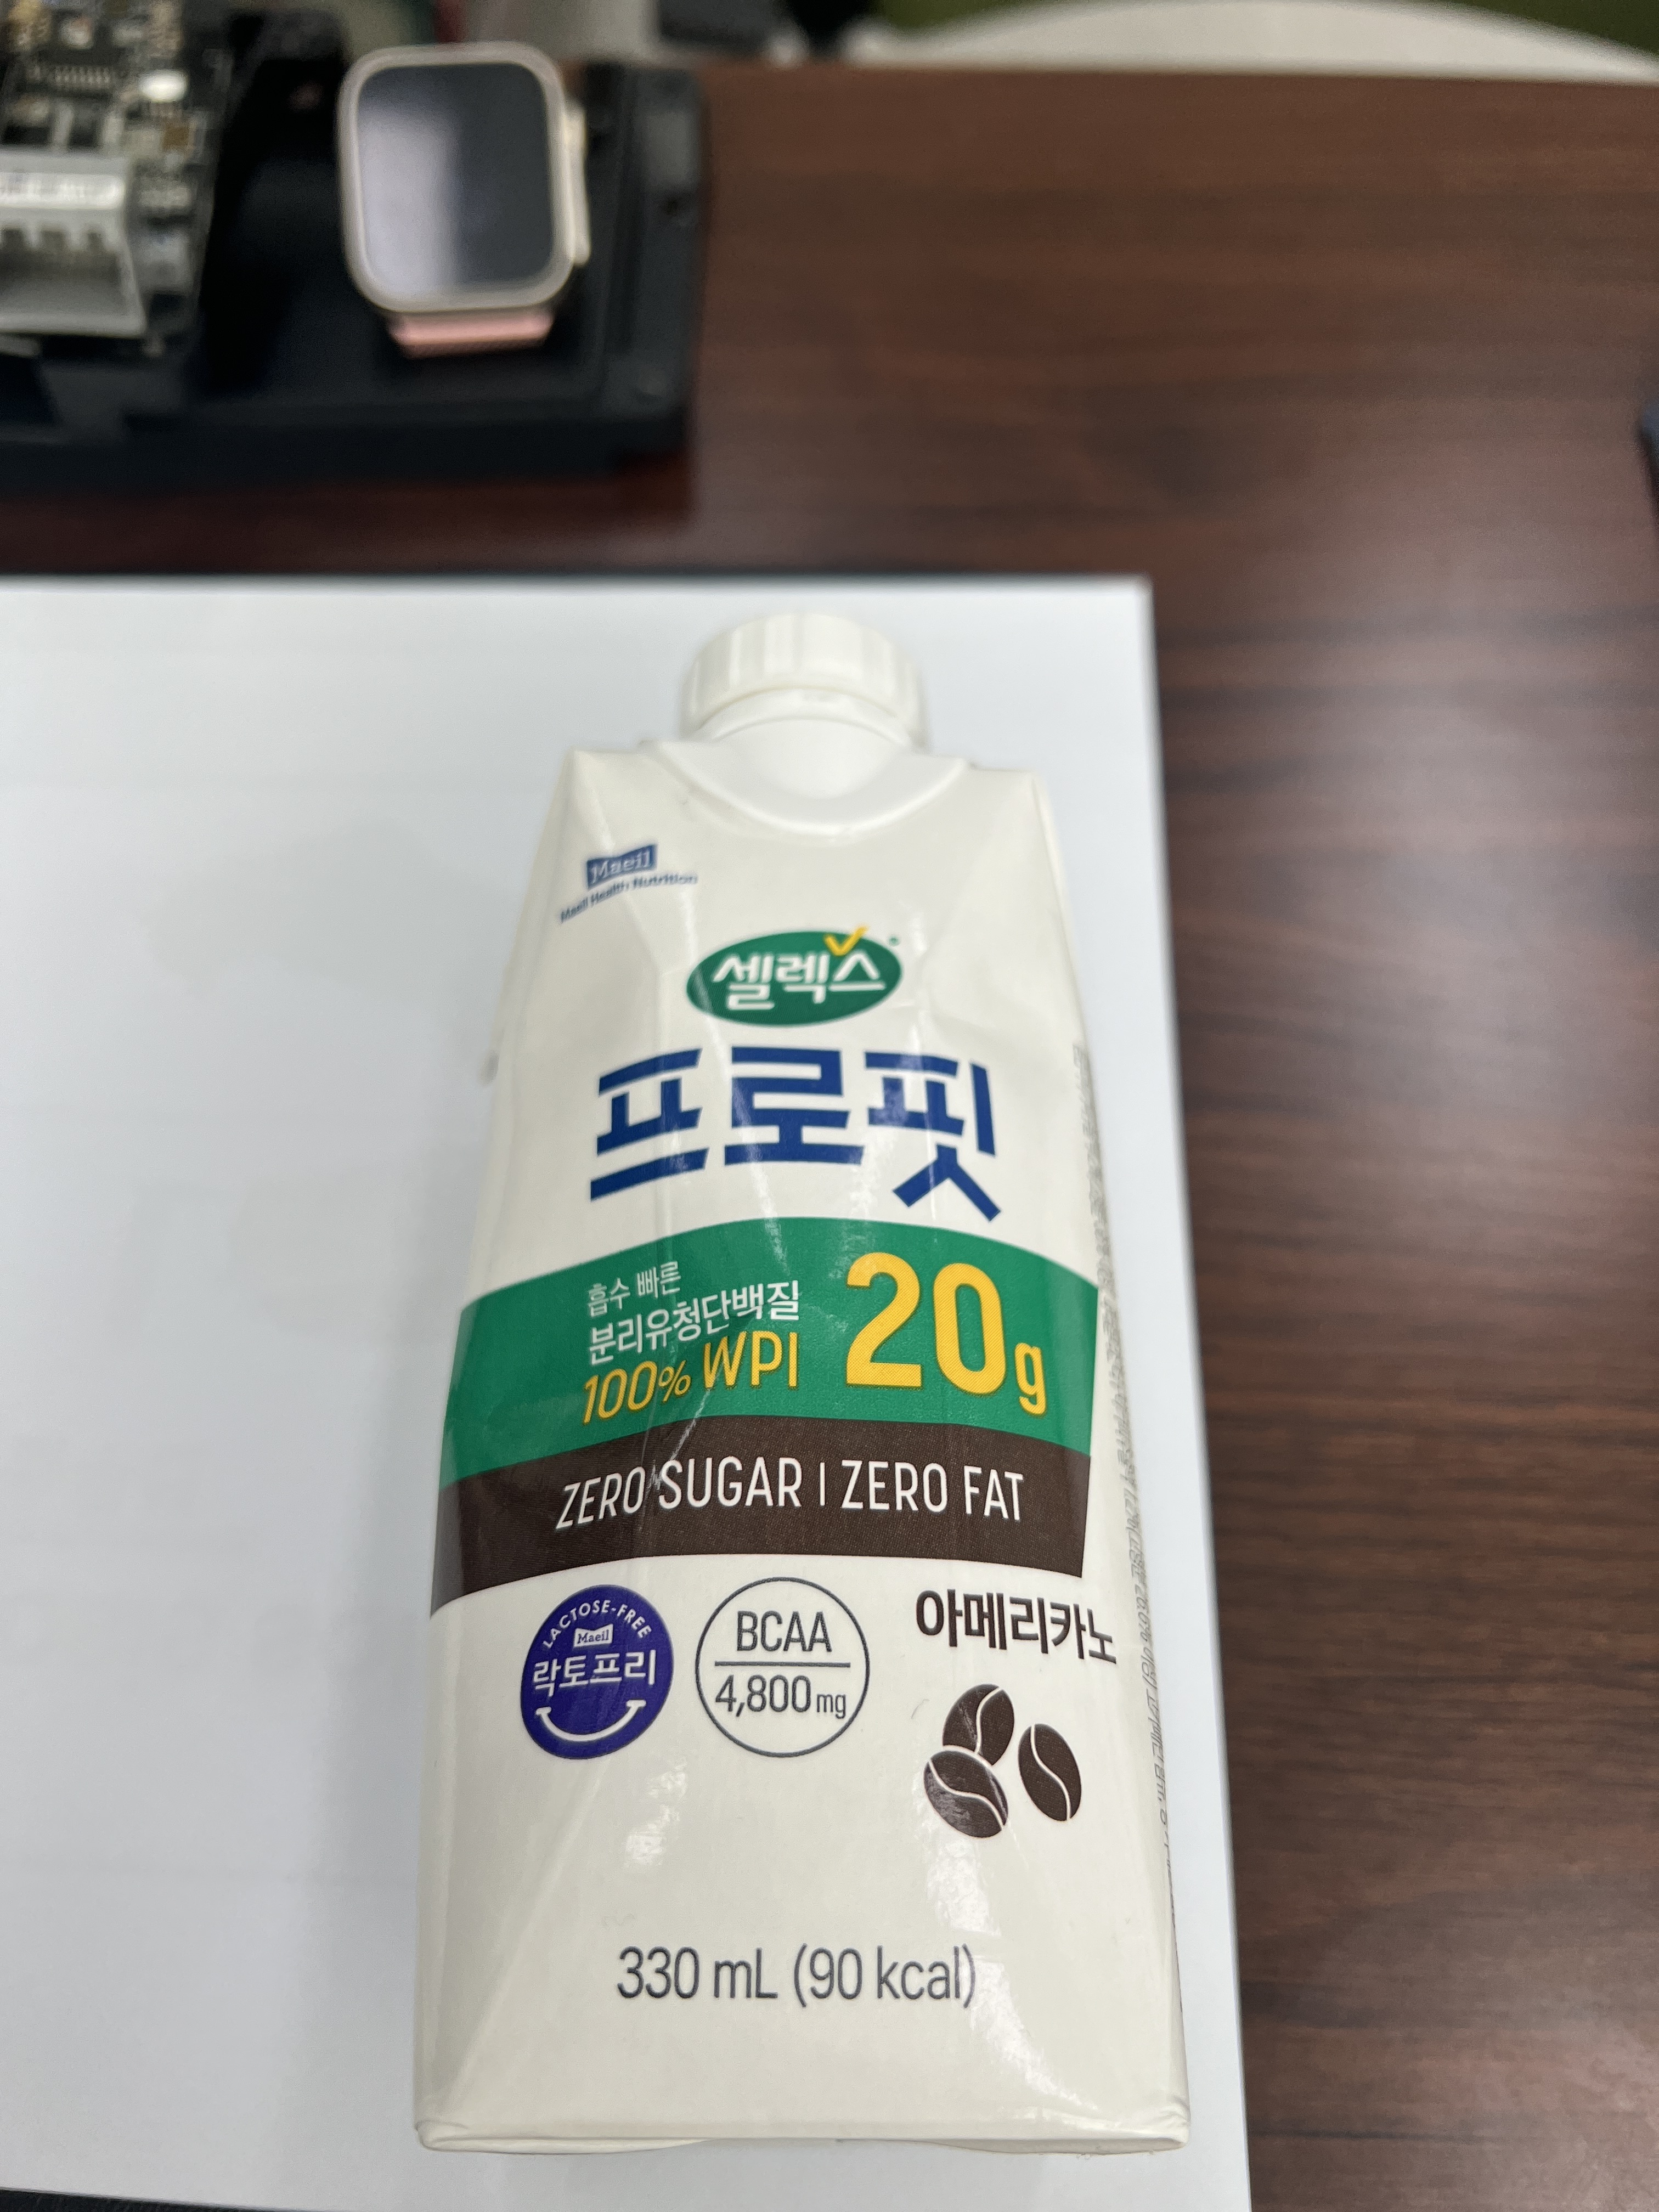 Maeil
Maeil Health Nutrition
셀렉스
프로핏
흡수 빠른
분리유청단백질
100% WPI
20g
ZERO SUGAR | ZERO FAT
LACTOSE-FREE
Maeil
락토프리
BCAA
4,800mg
아메리카노
330 mL (90 kcal)